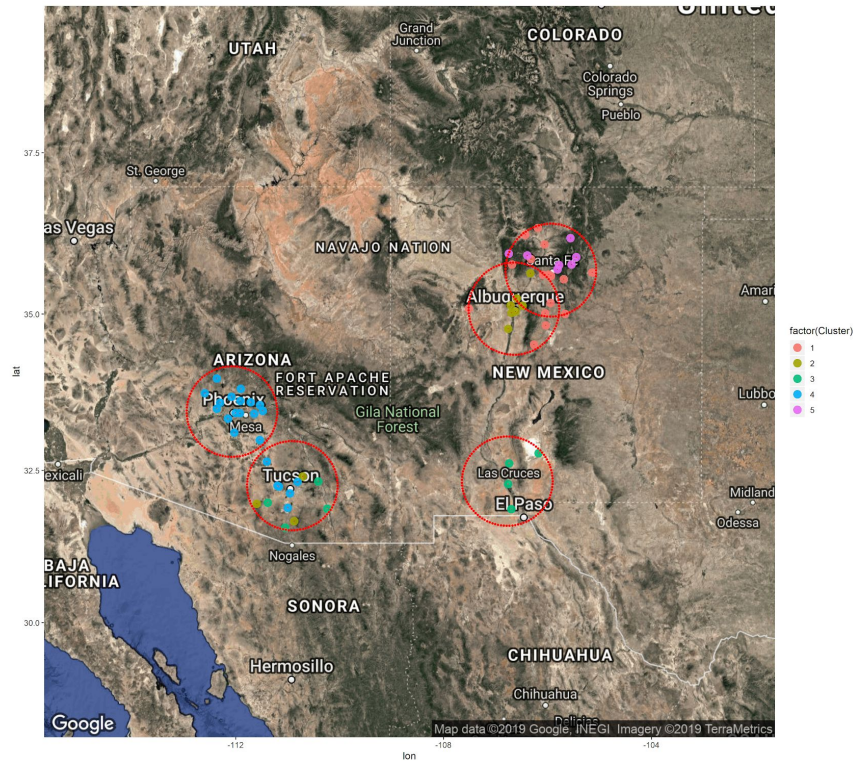 United
Grand
Junction
COLORADO
UTAH
Colorado
Springs
Pueblo
37.5
St. George
as Vegas
NAVAJO NATION
Santa Fe
Amari
Albuquerque
35.0
factor(Cluster)
1
2
3
4
5
lat
ARIZONA
FORT APACHE
RESERVATION
NEW MEXICO
Phoenix
Mesa
Gila National
Forest
Lubbo
32.5
exicali
Tucson
Las Cruces
El Paso
Midland
Odessa
Nogales
BAJA
LIFORNIA
SONORA
30.0
CHIHUAHUA
Hermosillo
Chihuahua
Delicias
Google
Map data ©2019 Google, INEGI Imagery ©2019 TerraMetrics
-112
-108
-104
lon